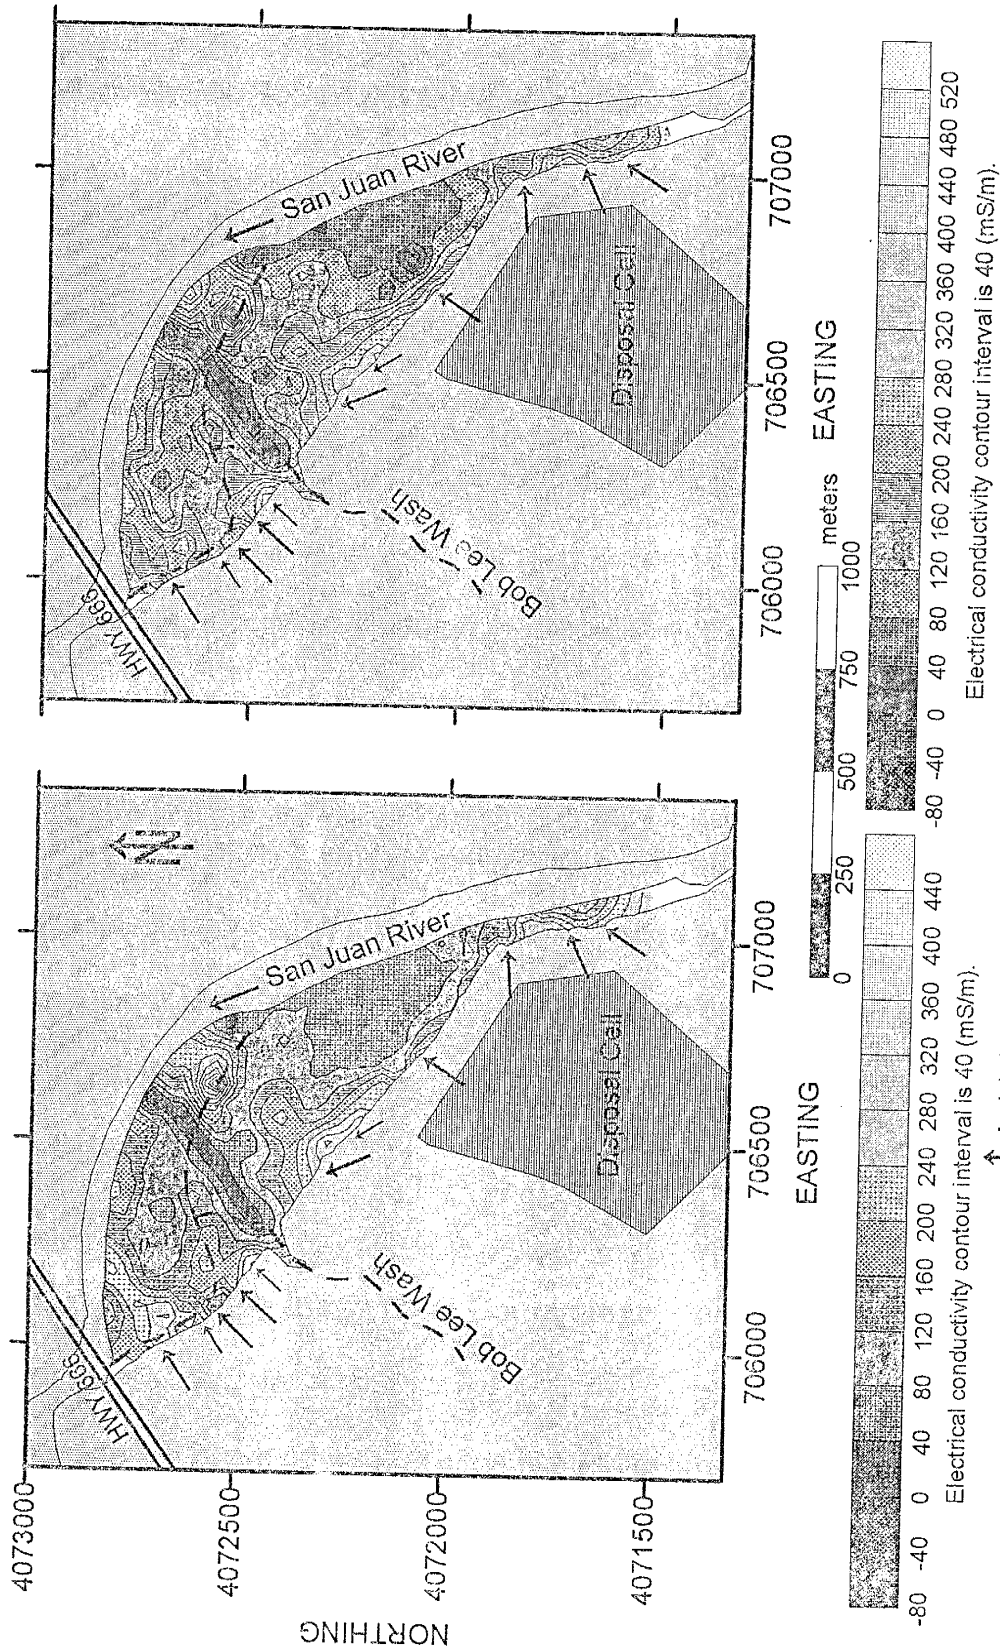 4073000
4072500
4072000
4071500
NORTHING
HWY 666
San Juan River
Bob Lee Wash
Disposal Cell
706000
706500
707000
EASTING
HWY 666
San Juan River
Bob Lee Wash
Disposal Cell
706000
706500
707000
EASTING
0 250 500 750 1000 meters
-80 -40 0 40 80 120 160 200 240 280 320 360 400 440
Electrical conductivity contour interval is 40 (mS/m).
-80 -40 0 40 80 120 160 200 240 280 320 360 400 440 480 520
Electrical conductivity contour interval is 40 (mS/m).